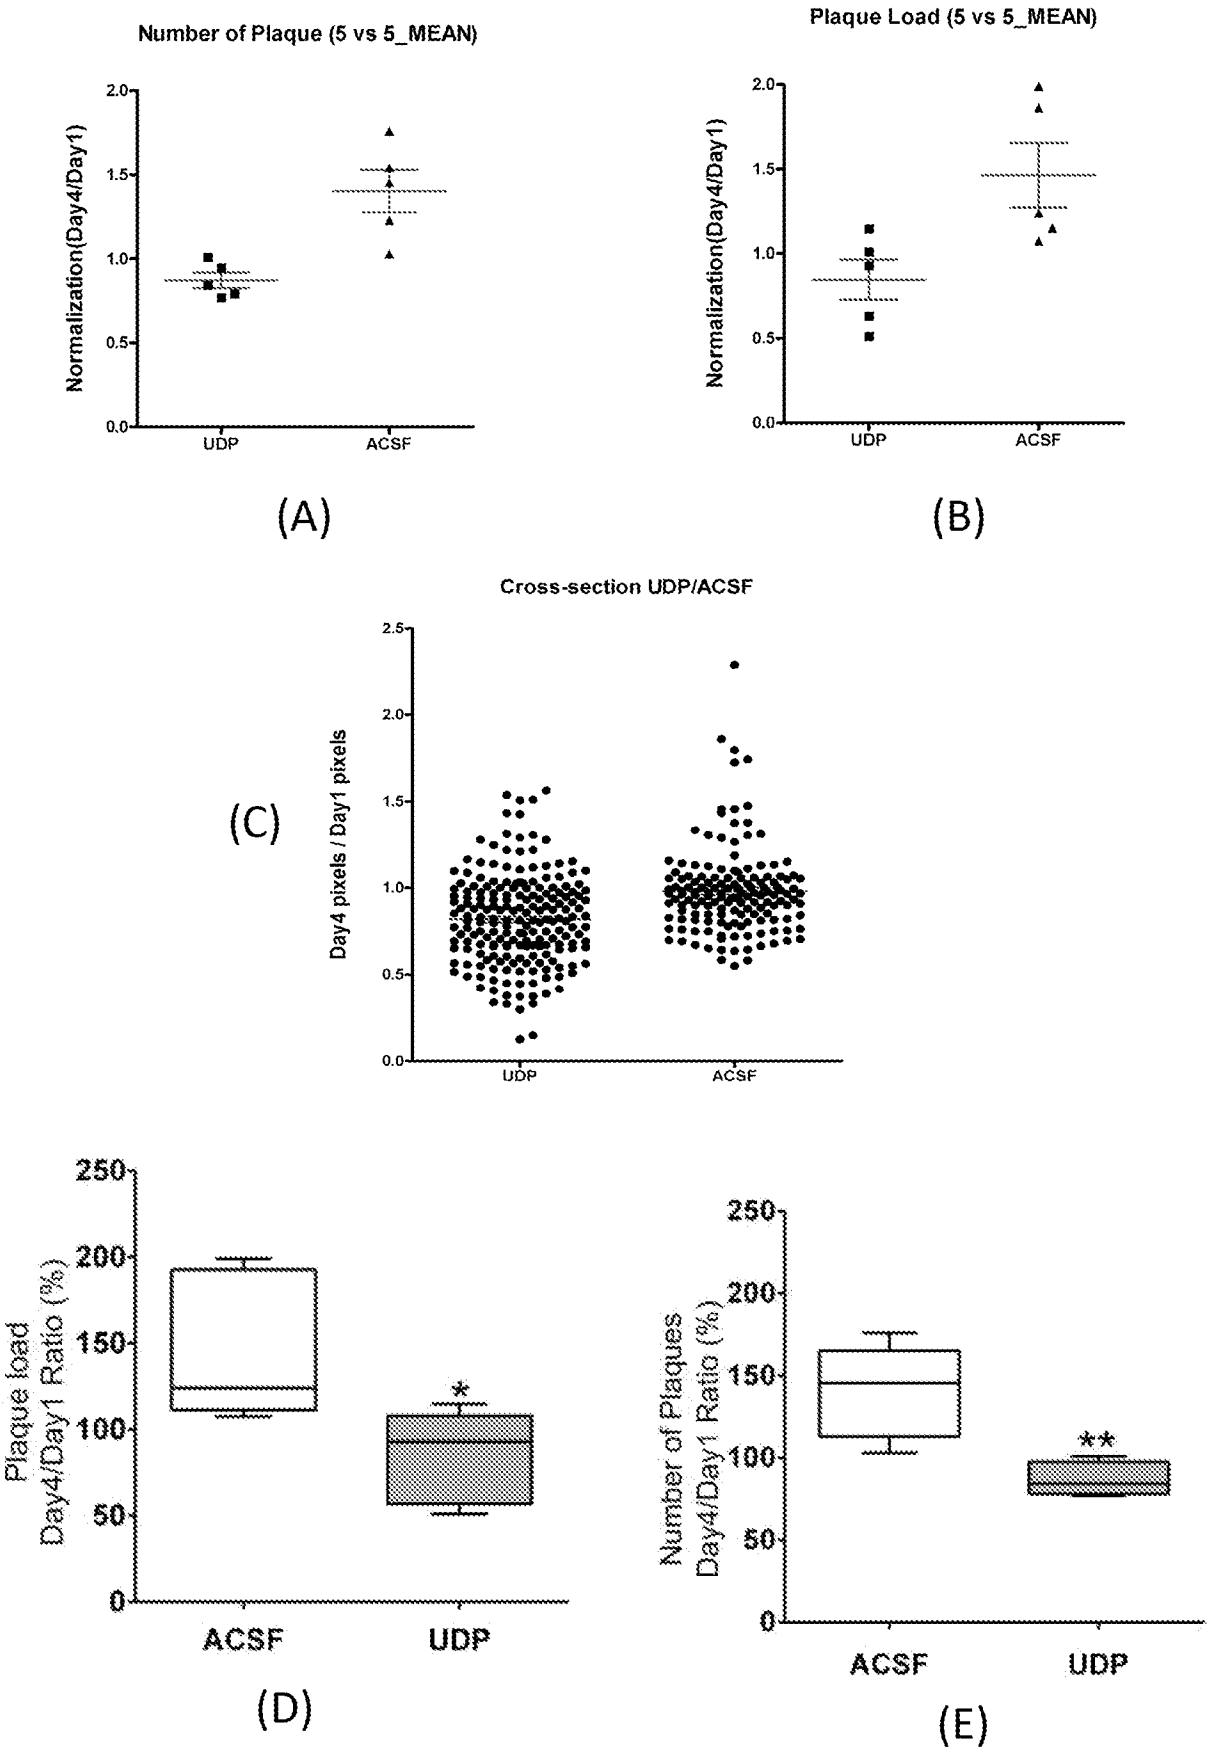 Number of Plaque (5 vs 5_MEAN)
Normalization(Day4/Day1)
2.0
1.5
1.0
0.5
0.0
UDP
ACSF
(A)
Plaque Load (5 vs 5_MEAN)
Normalization(Day4/Day1)
2.0
1.5
1.0
0.5
0.0
UDP
ACSF
(B)
Cross-section UDP/ACSF
(C)
Day4 pixels / Day1 pixels
2.5
2.0
1.5
1.0
0.5
0.0
UDP
ACSF
Plaque load
Day4/Day1 Ratio (%)
250
200
150
100
50
0
*
ACSF
UDP
(D)
Number of Plaques
Day4/Day1 Ratio (%)
250
200
150
100
50
0
**
ACSF
UDP
(E)